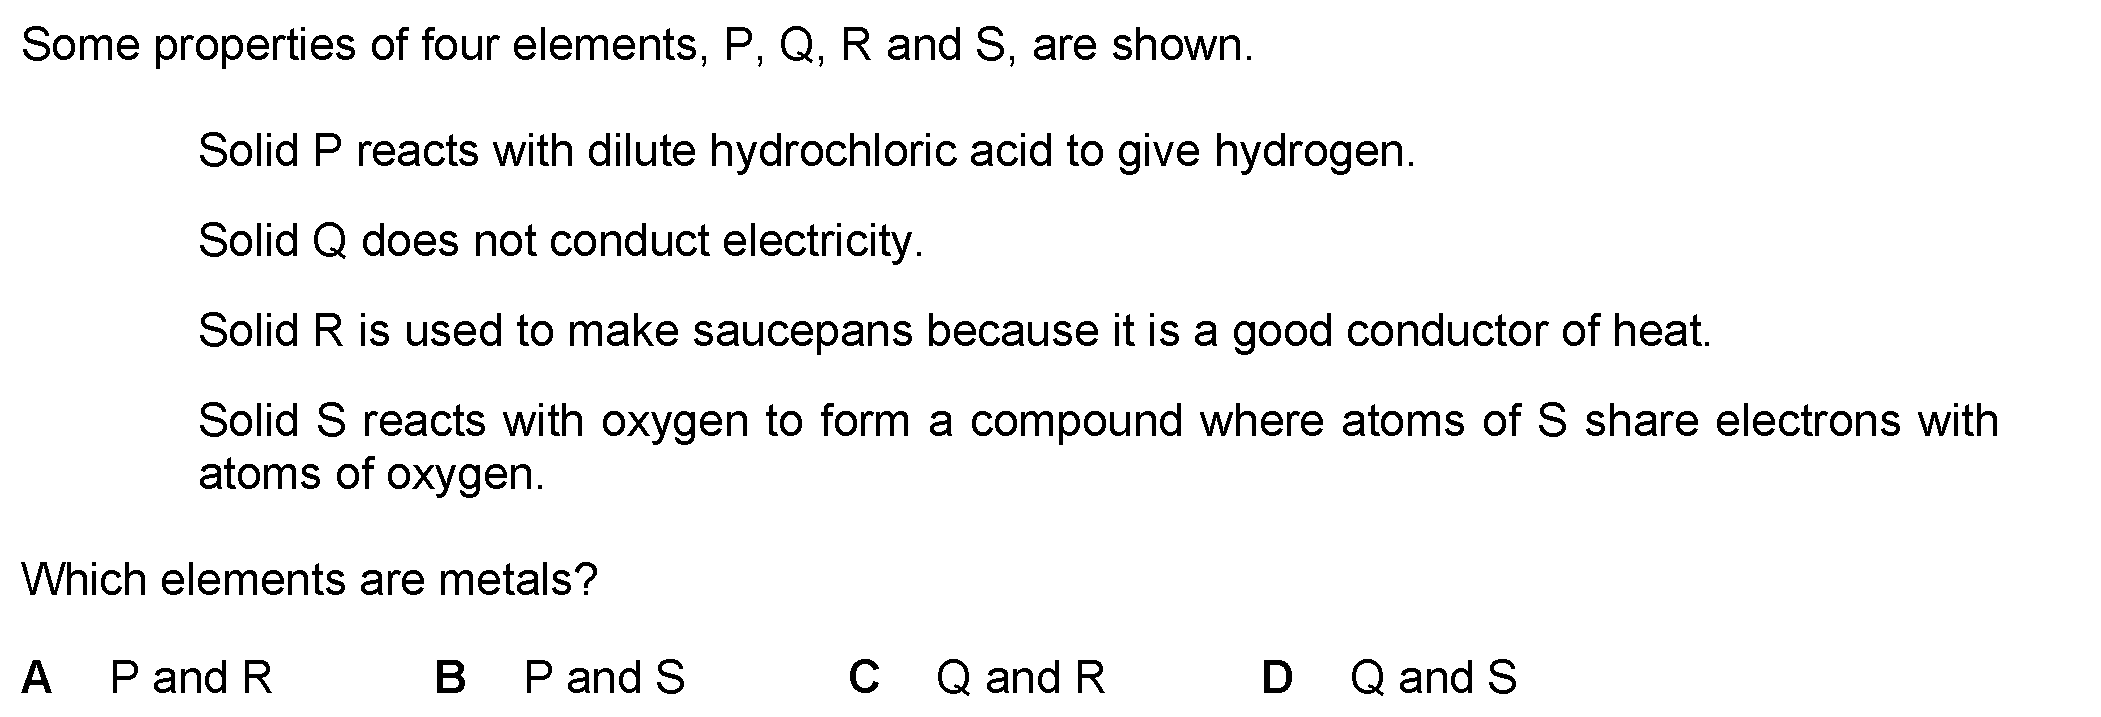 Some properties of four elements, P, Q, R and S, are shown.
Solid P reacts with dilute hydrochloric acid to give hydrogen.
Solid Q does not conduct electricity.
Solid R is used to make saucepans because it is a good conductor of heat.
Solid S reacts with oxygen to form a compound where atoms of S share electrons with
atoms of oxygen.
Which elements are metals?
A P and R B P and S C Q and R D Q and S